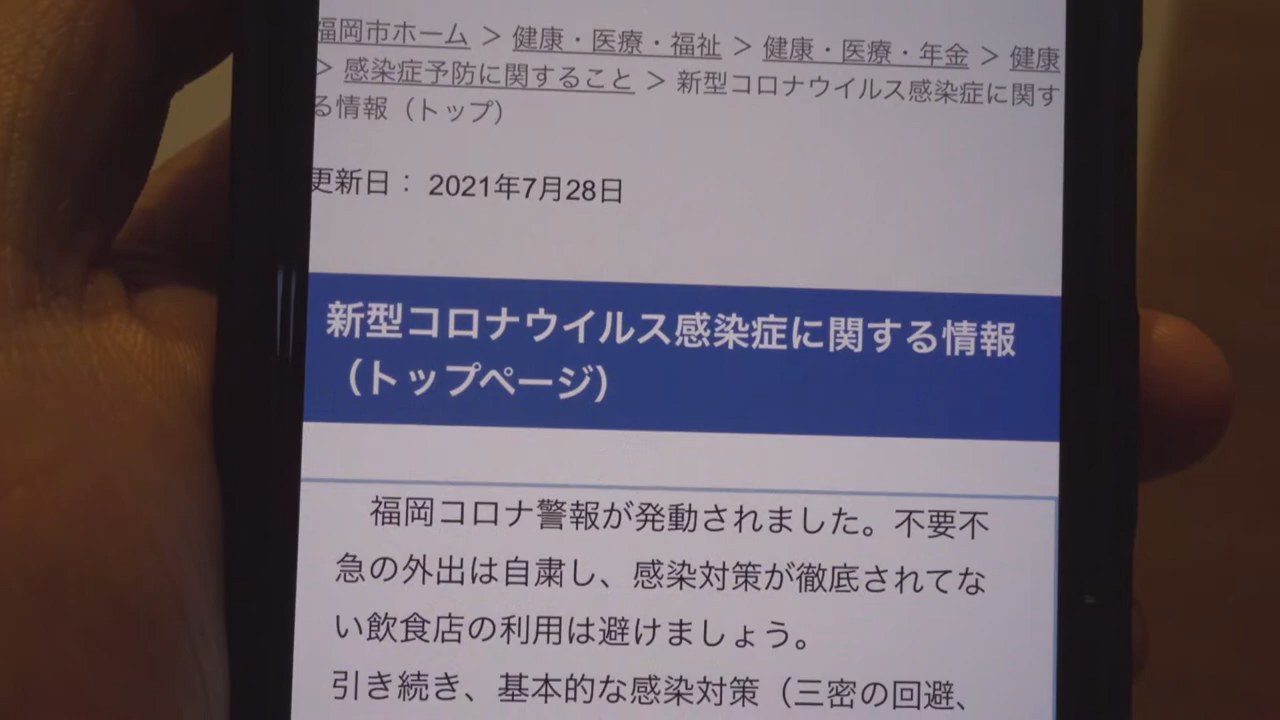 福岡市ホーム > 健康・医療・福祉 > 健康・医療・年金 > 健康
> 感染症予防に関すること > 新型コロナウイルス感染症に関す
る情報（トップ）
更新日： 2021年7月28日
新型コロナウイルス感染症に関する情報
（トップページ）
福岡コロナ警報が発動されました。不要不
急の外出は自粛し、感染対策が徹底されてな
い飲食店の利用は避けましょう。
引き続き、基本的な感染対策（三密の回避、